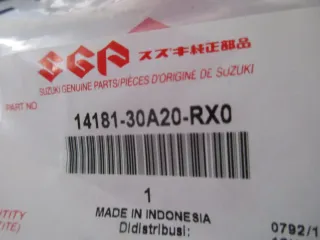 SGP スズキ純正部品
SUZUKI GENUINE PARTS/PIÈCES D'ORIGINE DE SUZUKI
PART NO
14181-30A20-RX0
1
MADE IN INDONESIA
Didistribusi:
0792/1